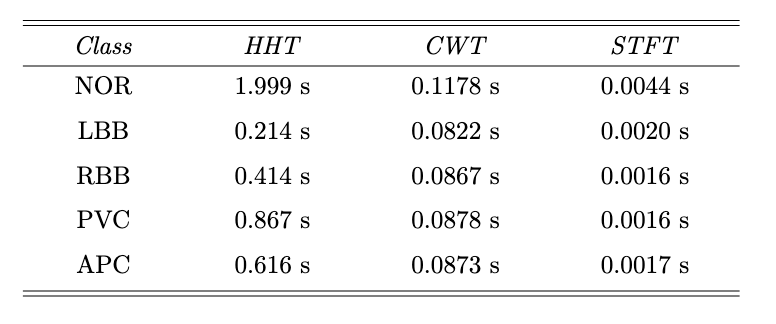 Class HHT CWT STFT
NOR 1.999 s 0.1178 s 0.0044 s
LBB 0.214 s 0.0822 s 0.0020 s
RBB 0.414 s 0.0867 s 0.0016 s
PVC 0.867 s 0.0878 s 0.0016 s
APC 0.616 s 0.0873 s 0.0017 s